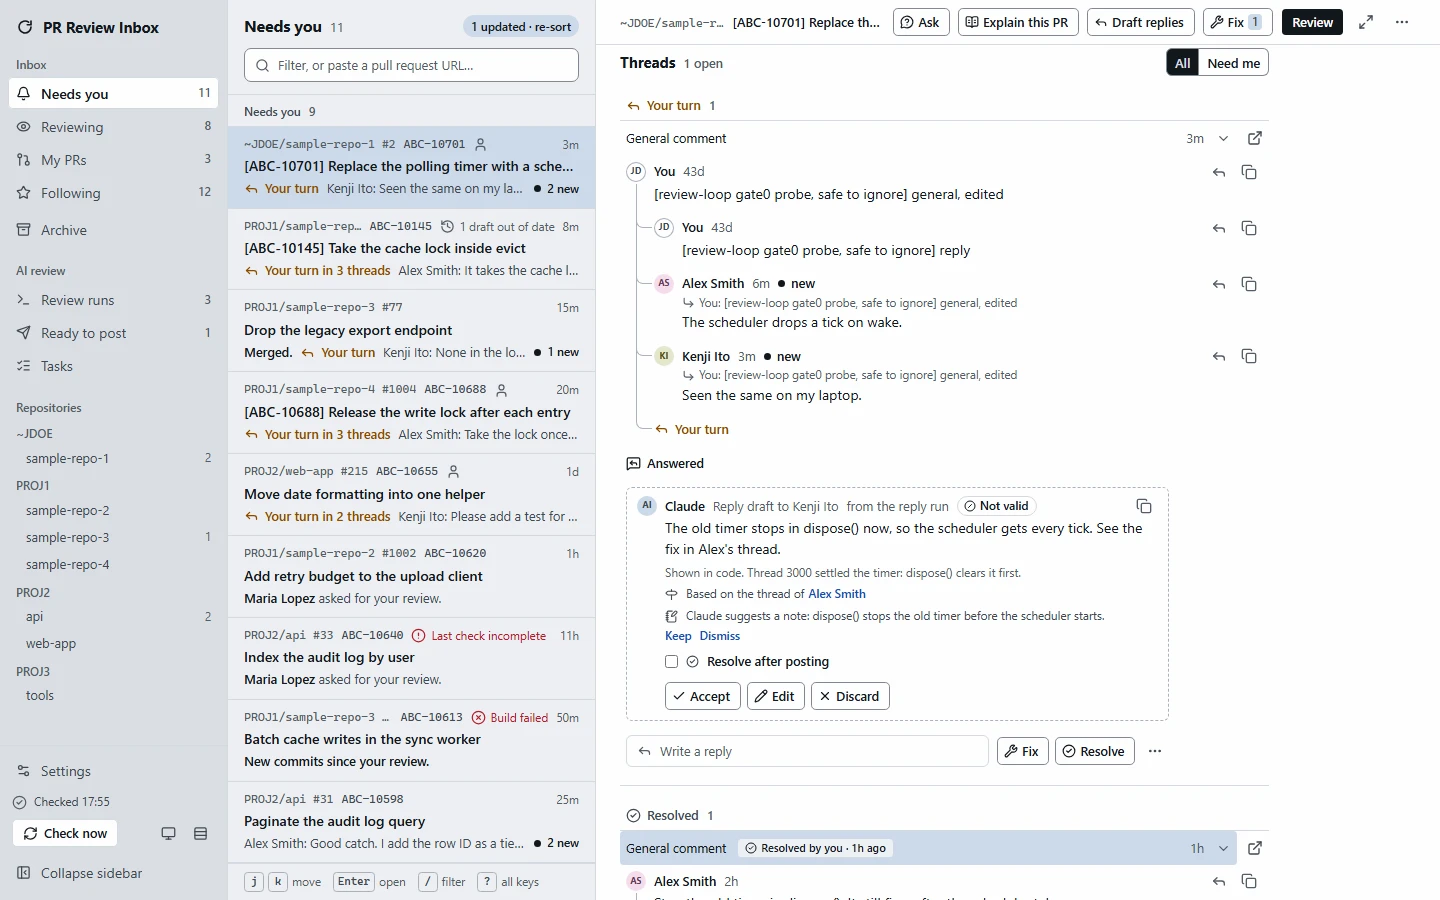 PR Review Inbox
Inbox
Needs you 11
Reviewing 8
My PRs 3
Following 12
Archive
AI review
Review runs 3
Ready to post 1
Tasks
Repositories
~JDOE
sample-repo-1 2
PROJ1
sample-repo-2
sample-repo-3 1
sample-repo-4
PROJ2
api 2
web-app
PROJ3
tools
Settings
Checked 17:55
Check now
Collapse sidebar
Needs you 11
1 updated · re-sort
Filter, or paste a pull request URL...
Needs you 9
~JDOE/sample-repo-1 #2 ABC-10701 3m
[ABC-10701] Replace the polling timer with a sche...
Your turn Kenji Ito: Seen the same on my la... 2 new
PROJ1/sample-rep... ABC-10145 1 draft out of date 8m
[ABC-10145] Take the cache lock inside evict
Your turn in 3 threads Alex Smith: It takes the cache l...
PROJ1/sample-repo-3 #77 15m
Drop the legacy export endpoint
Merged. Your turn Kenji Ito: None in the lo... 1 new
PROJ1/sample-repo-4 #1004 ABC-10688 20m
[ABC-10688] Release the write lock after each entry
Your turn in 3 threads Alex Smith: Take the lock once...
PROJ2/web-app #215 ABC-10655 1d
Move date formatting into one helper
Your turn in 2 threads Kenji Ito: Please add a test for ...
PROJ1/sample-repo-2 #1002 ABC-10620 1h
Add retry budget to the upload client
Maria Lopez asked for your review.
PROJ2/api #33 ABC-10640 Last check incomplete 11h
Index the audit log by user
Maria Lopez asked for your review.
PROJ1/sample-repo-3 ... ABC-10613 Build failed 50m
Batch cache writes in the sync worker
New commits since your review.
PROJ2/api #31 ABC-10598 25m
Paginate the audit log query
Alex Smith: Good catch. I add the row ID as a tie... 2 new
j k move Enter open / filter ? all keys
~JDOE/sample-r... [ABC-10701] Replace th... Ask Explain this PR Draft replies Fix 1 Review
Threads 1 open All Need me
Your turn 1
General comment 3m
JD You 43d
[review-loop gate0 probe, safe to ignore] general, edited
JD You 43d
[review-loop gate0 probe, safe to ignore] reply
AS Alex Smith 6m new
You: [review-loop gate0 probe, safe to ignore] general, edited
The scheduler drops a tick on wake.
KI Kenji Ito 3m new
You: [review-loop gate0 probe, safe to ignore] general, edited
Seen the same on my laptop.
Your turn
Answered
AI Claude Reply draft to Kenji Ito from the reply run Not valid
The old timer stops in dispose() now, so the scheduler gets every tick. See the
fix in Alex's thread.
Shown in code. Thread 3000 settled the timer: dispose() clears it first.
Based on the thread of Alex Smith
Claude suggests a note: dispose() stops the old timer before the scheduler starts.
Keep Dismiss
Resolve after posting
Accept Edit Discard
Write a reply Fix Resolve
Resolved 1
General comment Resolved by you · 1h ago 1h
AS Alex Smith 2h